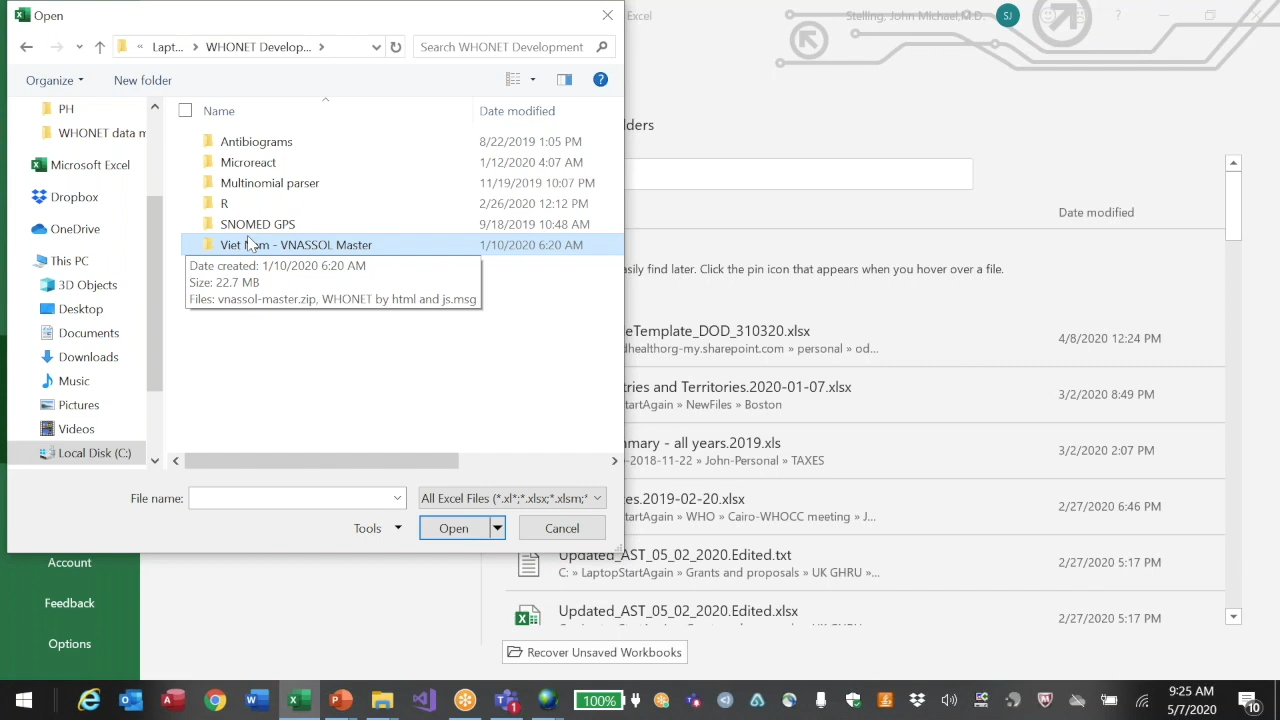 Open
Excel
Stelling, John Michael,M.D.
SJ
?
« Lapt... > WHONET Develop... >
Search WHONET Development
Organize
New folder
?
Name
Date modified
PH
WHONET data m
Microsoft Excel
Dropbox
OneDrive
This PC
3D Objects
Desktop
Documents
Downloads
Music
Pictures
Videos
Local Disk (C:)
Antibiograms 8/22/2019 1:05 PM
Microreact 1/12/2020 4:07 AM
Multinomial parser 11/19/2019 10:07 PM
R 2/26/2020 12:12 PM
SNOMED GPS 9/18/2019 10:48 AM
Viet - VNASSOL Master 1/10/2020 6:20 AM
Date created: 1/10/2020 6:20 AM
Size: 22.7 MB
Files: vnassol-master.zip, WHONET by html and js.msg
File name:
All Excel Files (*.xl*;*.xlsx;*.xlsm;*
Tools
Open
Cancel
lders
Date modified
asily find later. Click the pin icon that appears when you hover over a file.
eTemplate_DOD_310320.xlsx
dhealthorg-my.sharepoint.com » personal » od...
4/8/2020 12:24 PM
tries and Territories.2020-01-07.xlsx
StartAgain » NewFiles » Boston
3/2/2020 8:49 PM
mmary - all years.2019.xls
-2018-11-22 » John-Personal » TAXES
3/2/2020 2:07 PM
es.2019-02-20.xlsx
StartAgain » WHO » Cairo-WHOCC meeting » J...
2/27/2020 6:46 PM
Updated_AST_05_02_2020.Edited.txt
C: » LaptopStartAgain » Grants and proposals » UK GHRU »...
2/27/2020 5:17 PM
Updated_AST_05_02_2020.Edited.xlsx
2/27/2020 5:17 PM
Recover Unsaved Workbooks
Account
Feedback
Options
100%
9:25 AM
5/7/2020
10